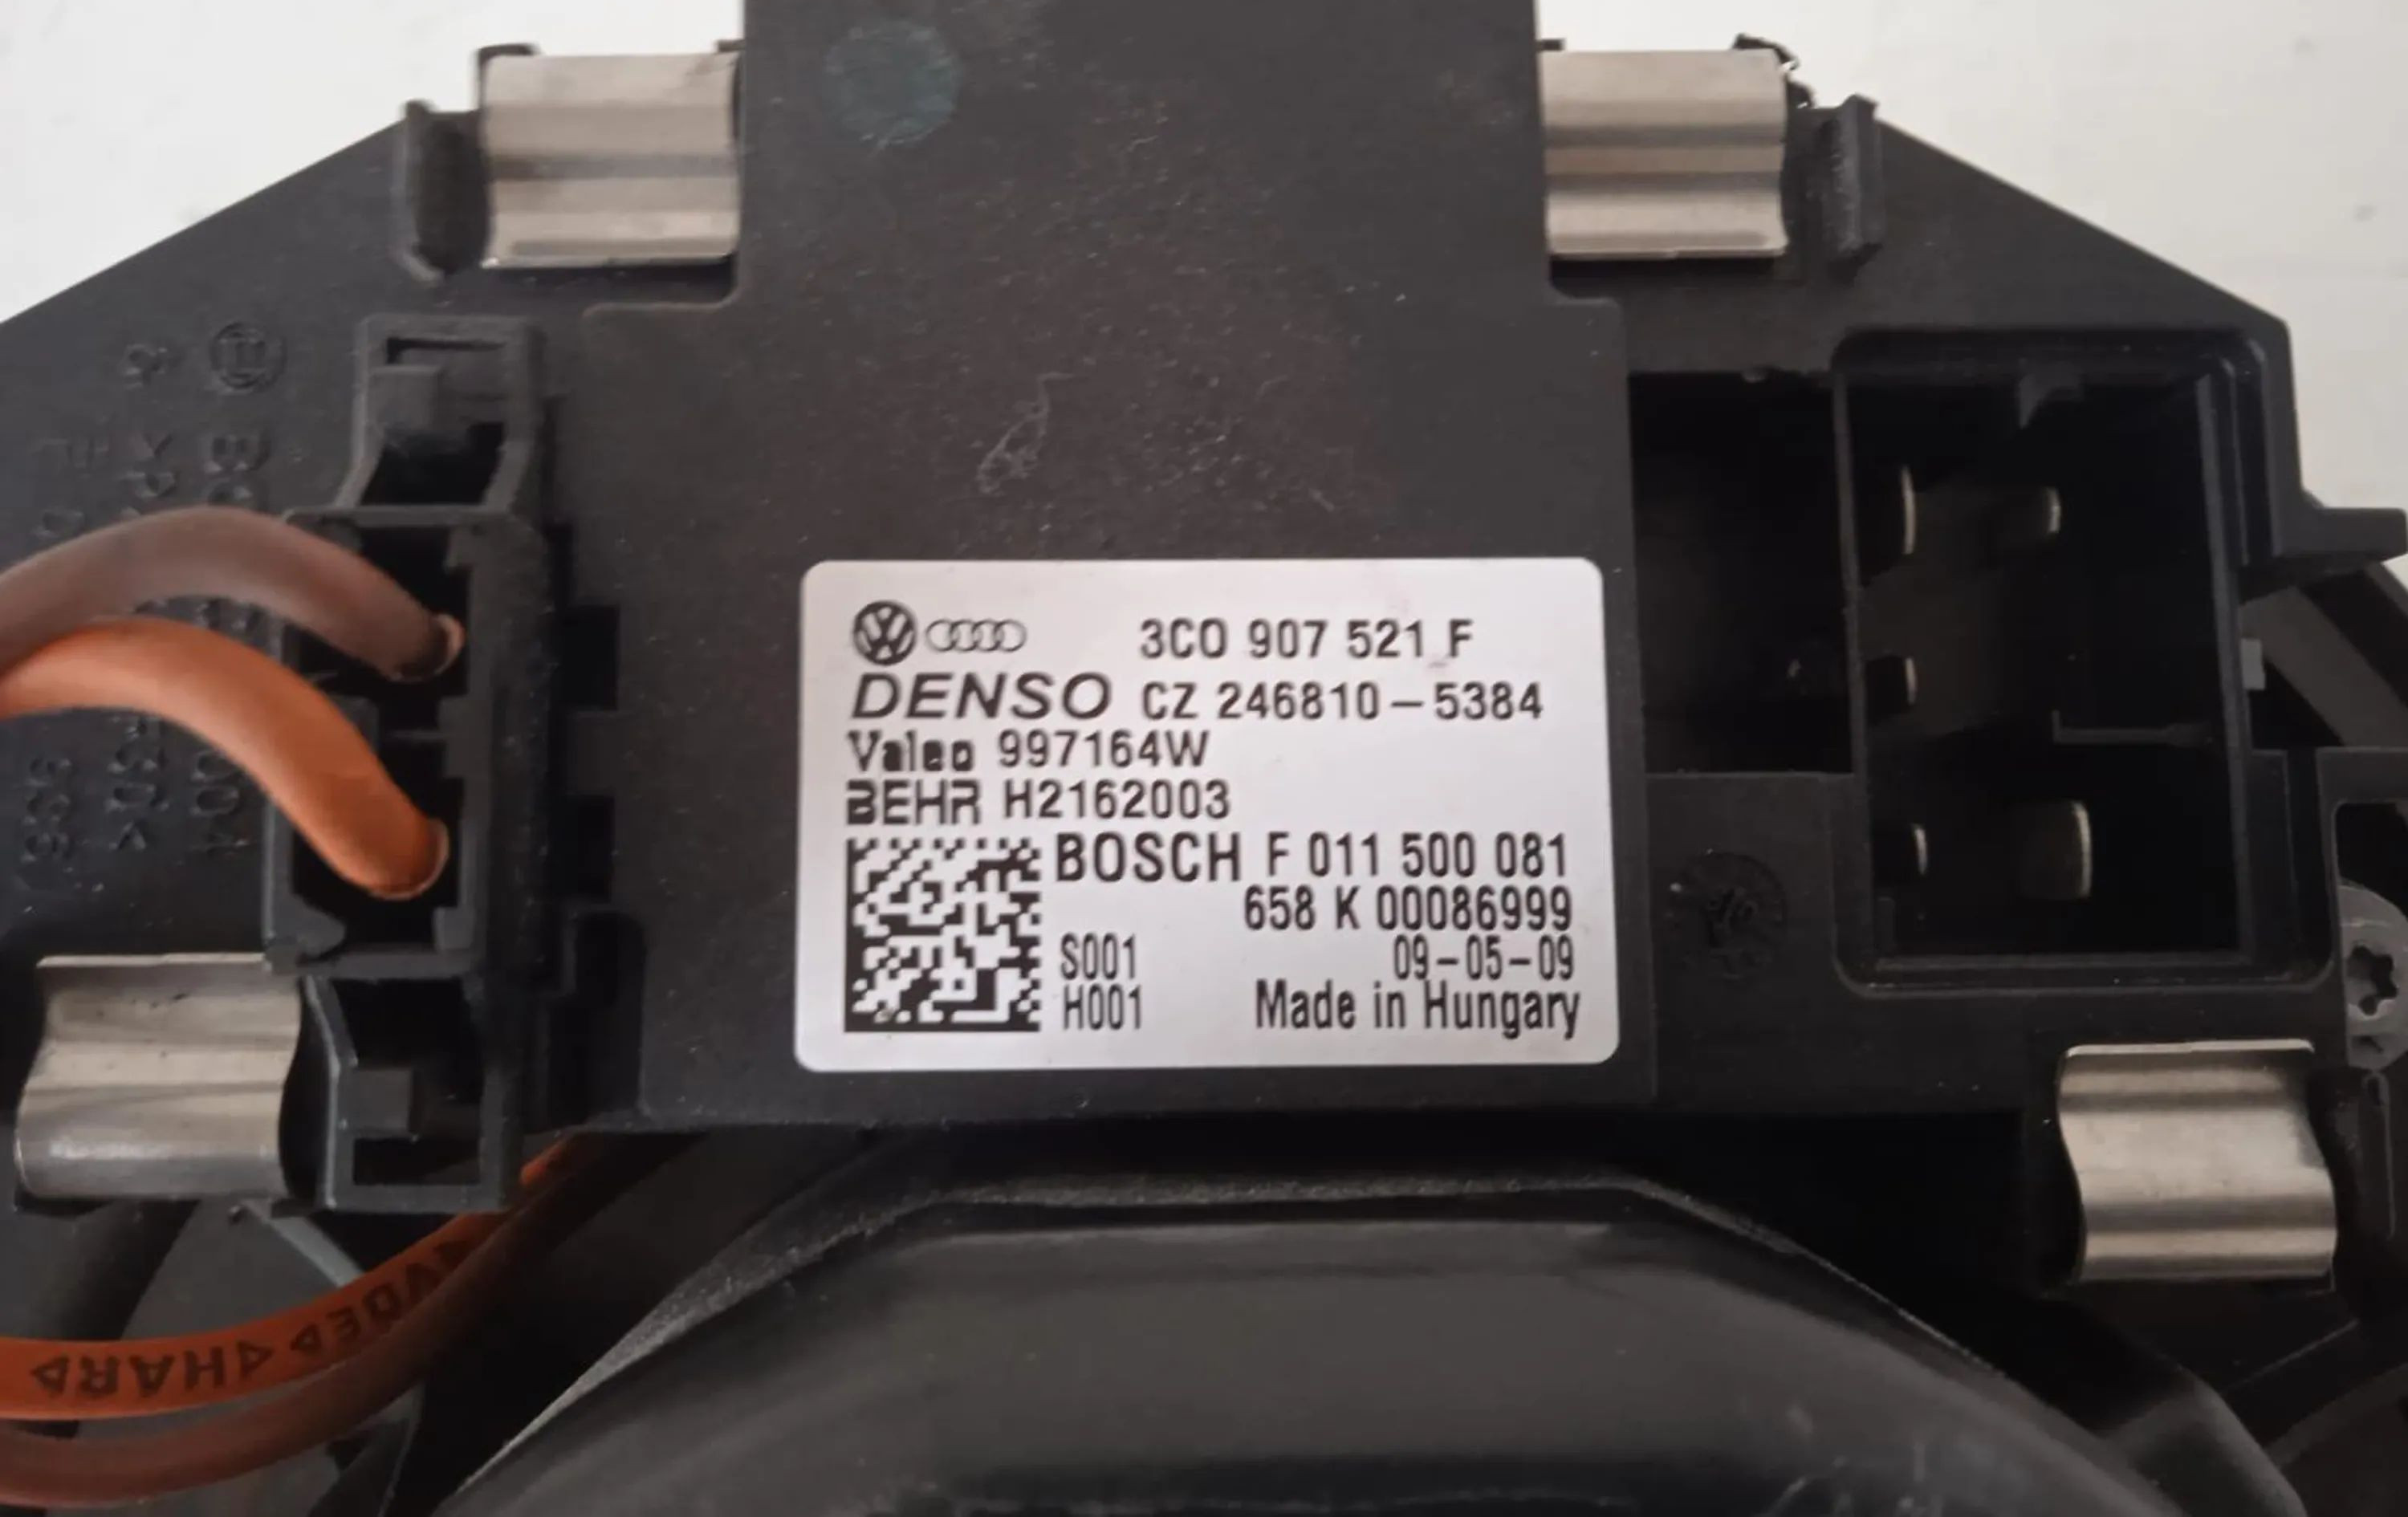 3C0 907 521 F
DENSO CZ 246810-5384
Valeo 997164W
BEHR H2162003
BOSCH F 011 500 081
658 K 00086999
S001 09-05-09
H001 Made in Hungary
HARD